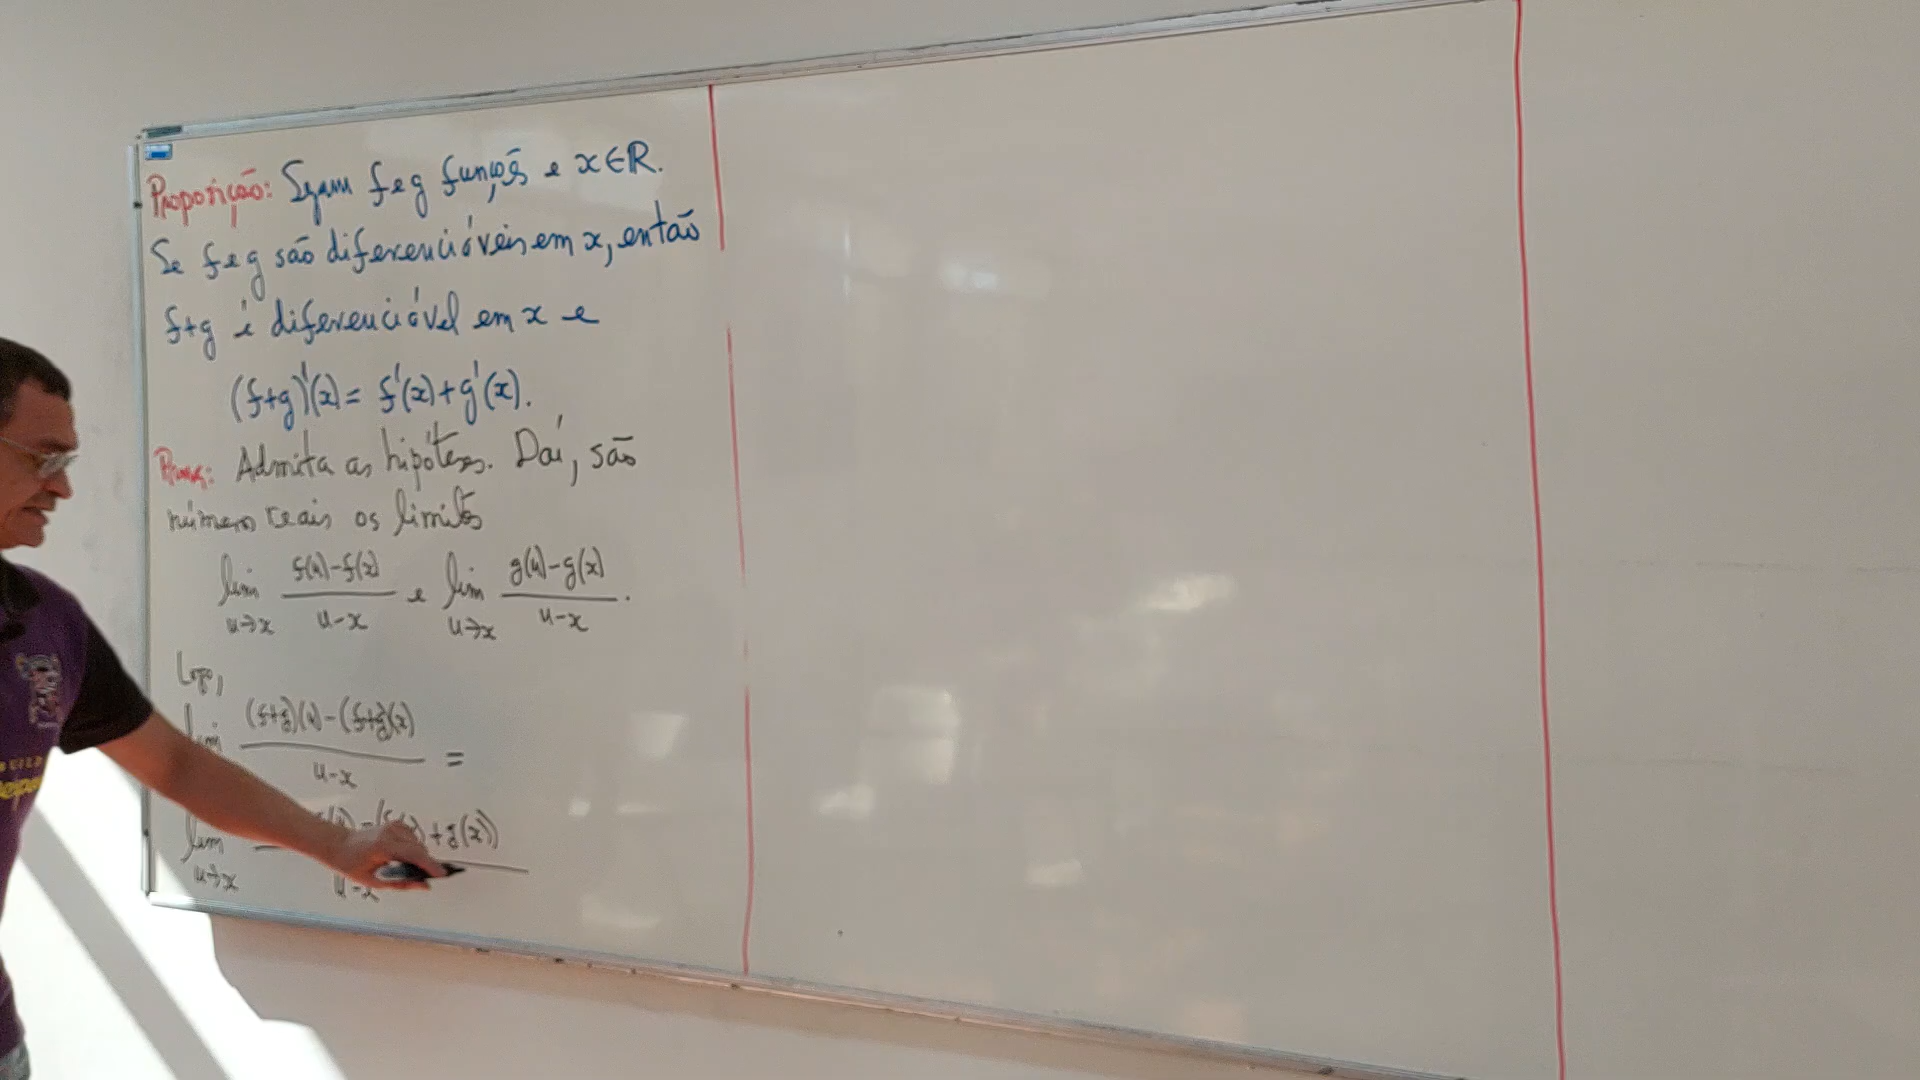 Proposição: Sejam f e g funções e x∈ℝ.
Se f e g são diferenciáveis em x, então
f+g é diferenciável em x e
(f+g)'(x) = f'(x)+g'(x).
Prova: Admita as hipóteses. Daí, são
números reais os limites
lim u→x (f(u)-f(x))/(u-x) e lim u→x (g(u)-g(x))/(u-x).
Logo,
lim ((f+g)(u)-(f+g)(x))/(u-x) =
lim u→x -( +g(x)) / u-x